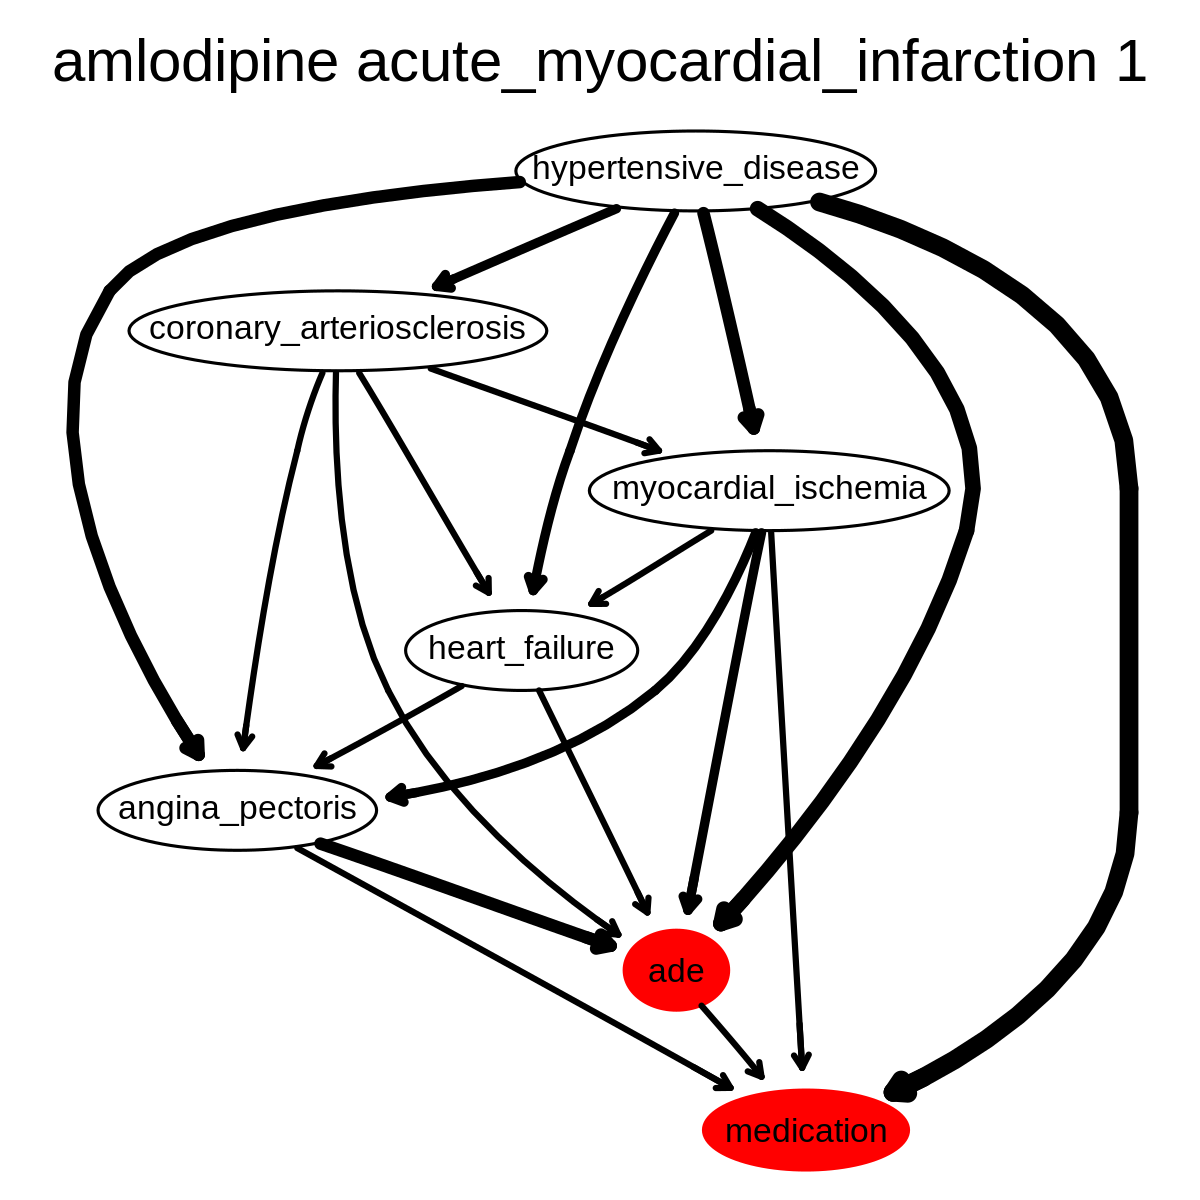 amlodipine acute_myocardial_infarction 1
hypertensive_disease
coronary_arteriosclerosis
myocardial_ischemia
heart_failure
angina_pectoris
ade
medication